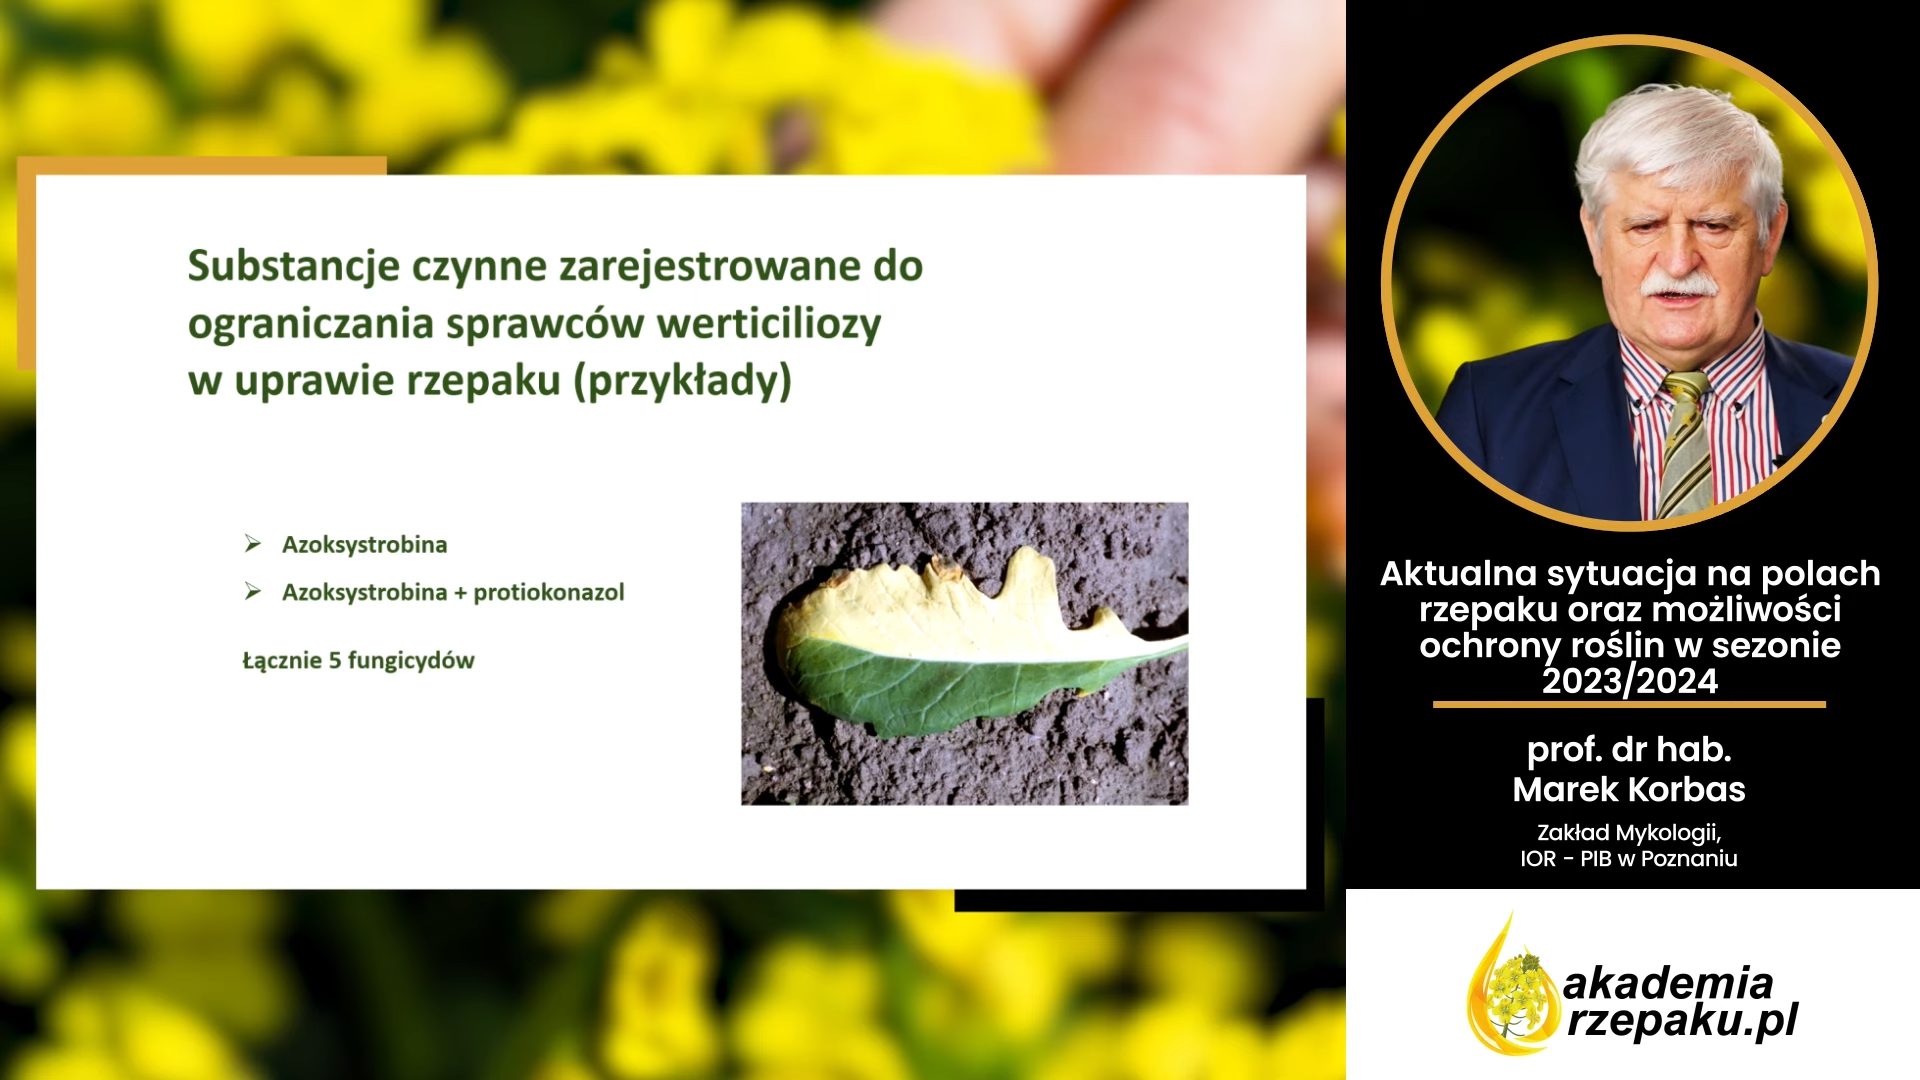 Substancje czynne zarejestrowane do
ograniczania sprawców werticiliozy
w uprawie rzepaku (przykłady)
➢ Azoksystrobina
➢ Azoksystrobina + protiokonazol
Łącznie 5 fungicydów
Aktualna sytuacja na polach
rzepaku oraz możliwości
ochrony roślin w sezonie
2023/2024
prof. dr hab.
Marek Korbas
Zakład Mykologii,
IOR - PIB w Poznaniu
akademia
rzepaku.pl